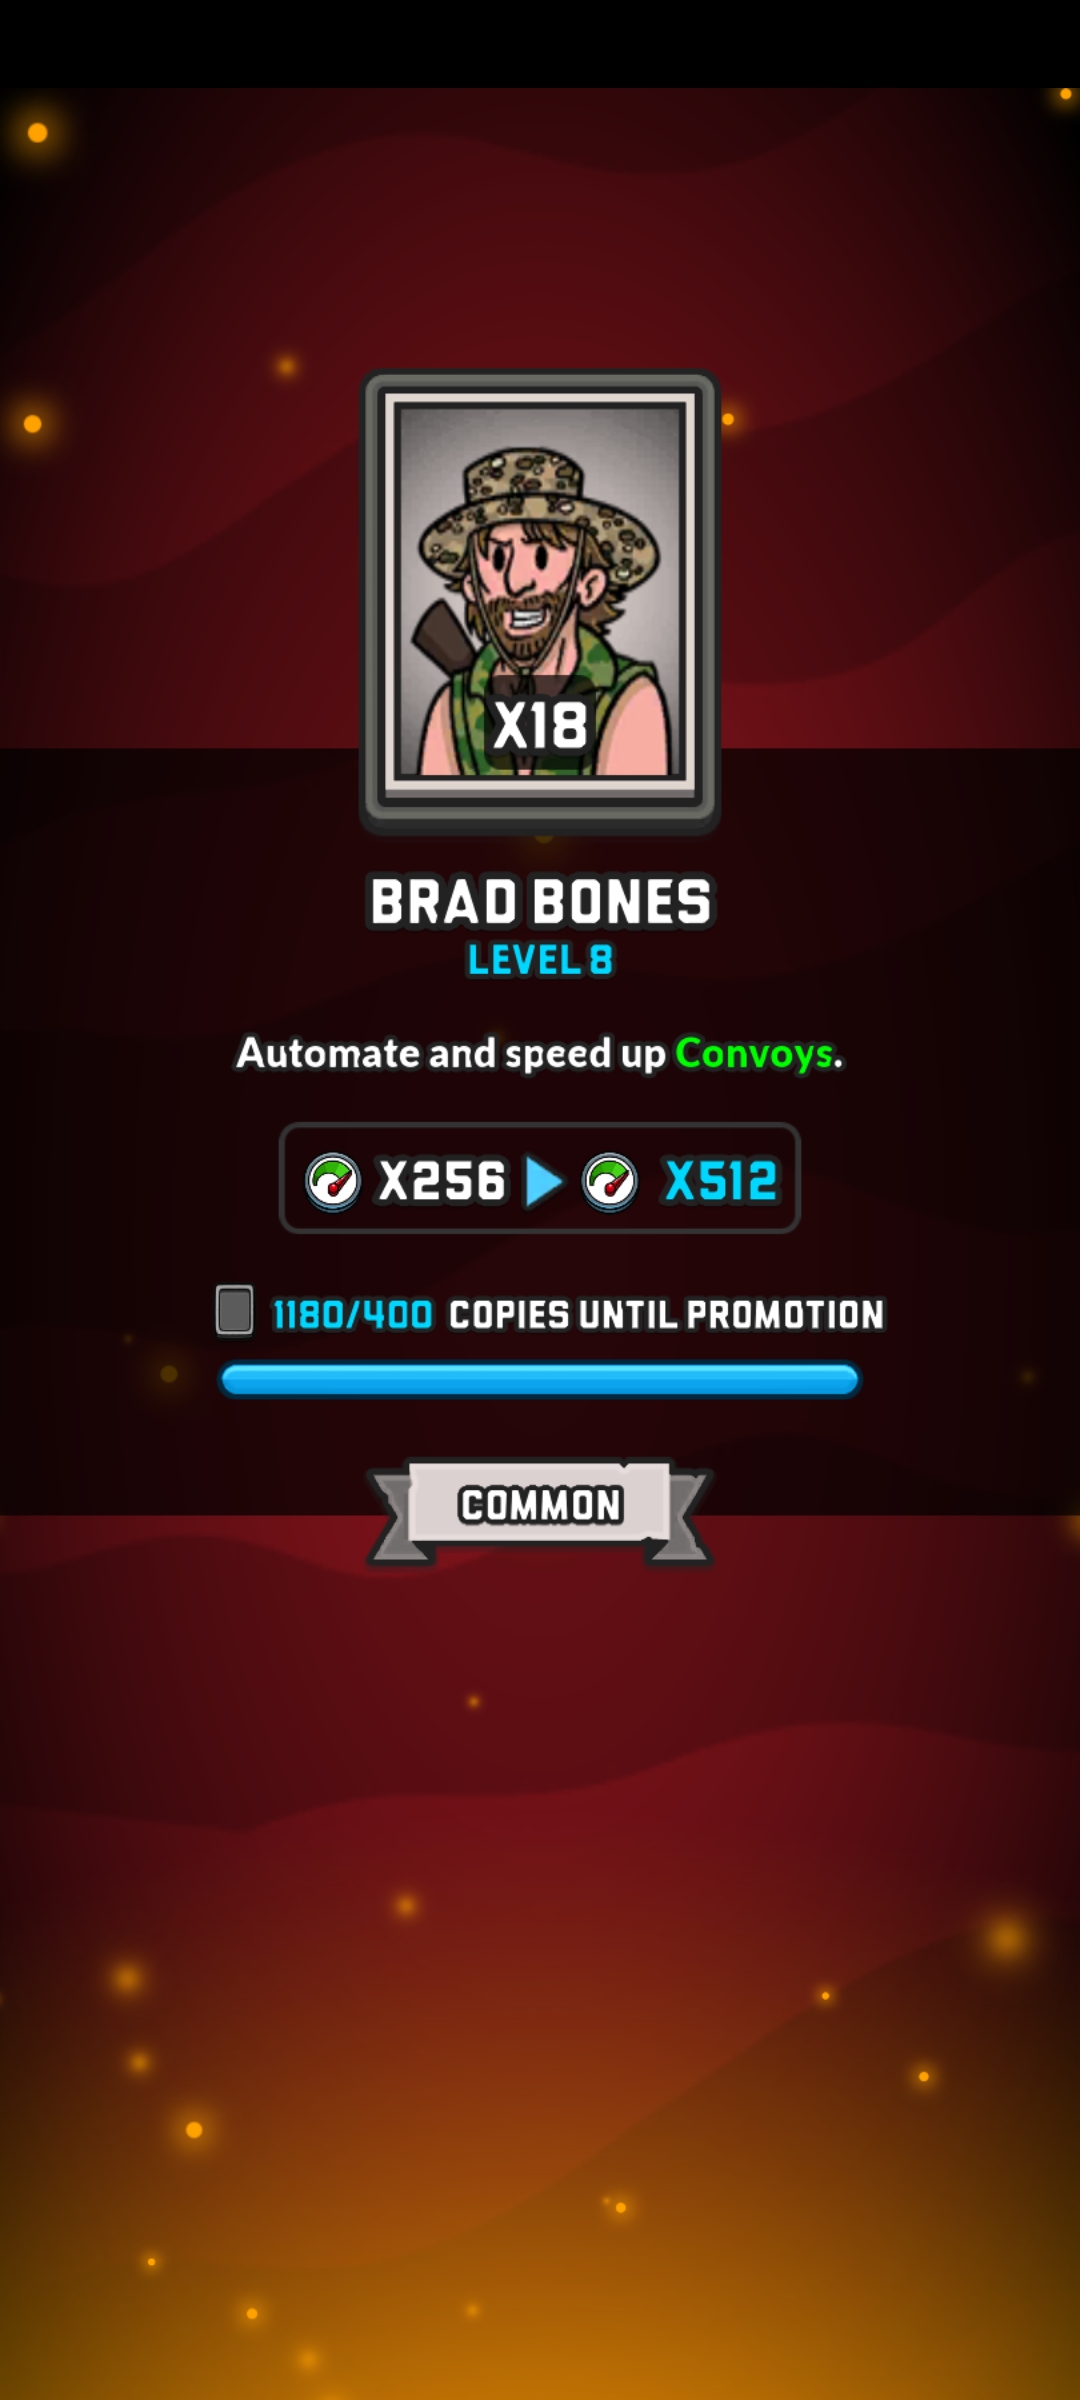 X18
BRAD BONES
LEVEL 8
Automate and speed up Convoys.
X256 X512
1180/400 COPIES UNTIL PROMOTION
COMMON